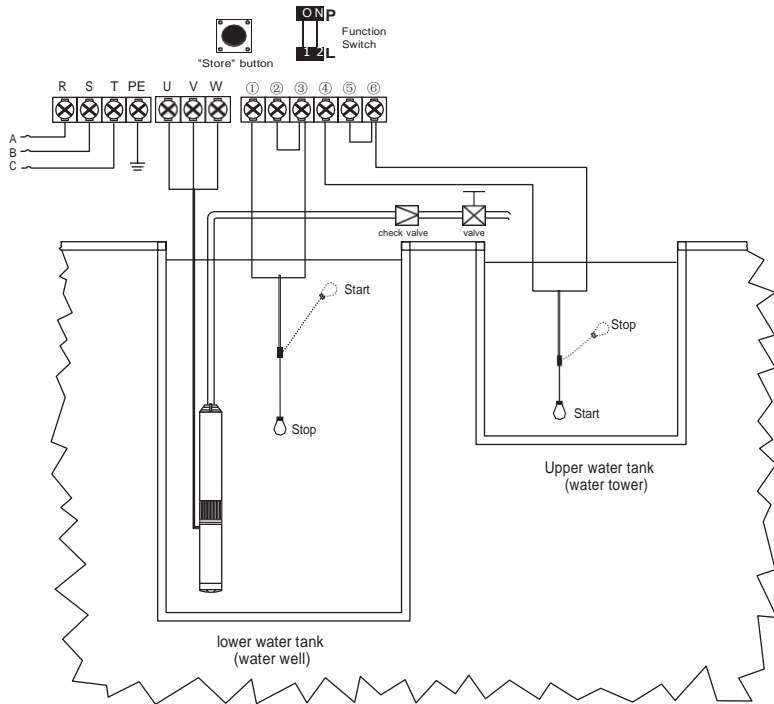 ON P
Function
Switch
1 2 L
"Store" button
R S T PE U V W ① ② ③ ④ ⑤ ⑥
A
B
C
check valve
valve
Start
Stop
Stop
Start
Upper water tank
(water tower)
lower water tank
(water well)